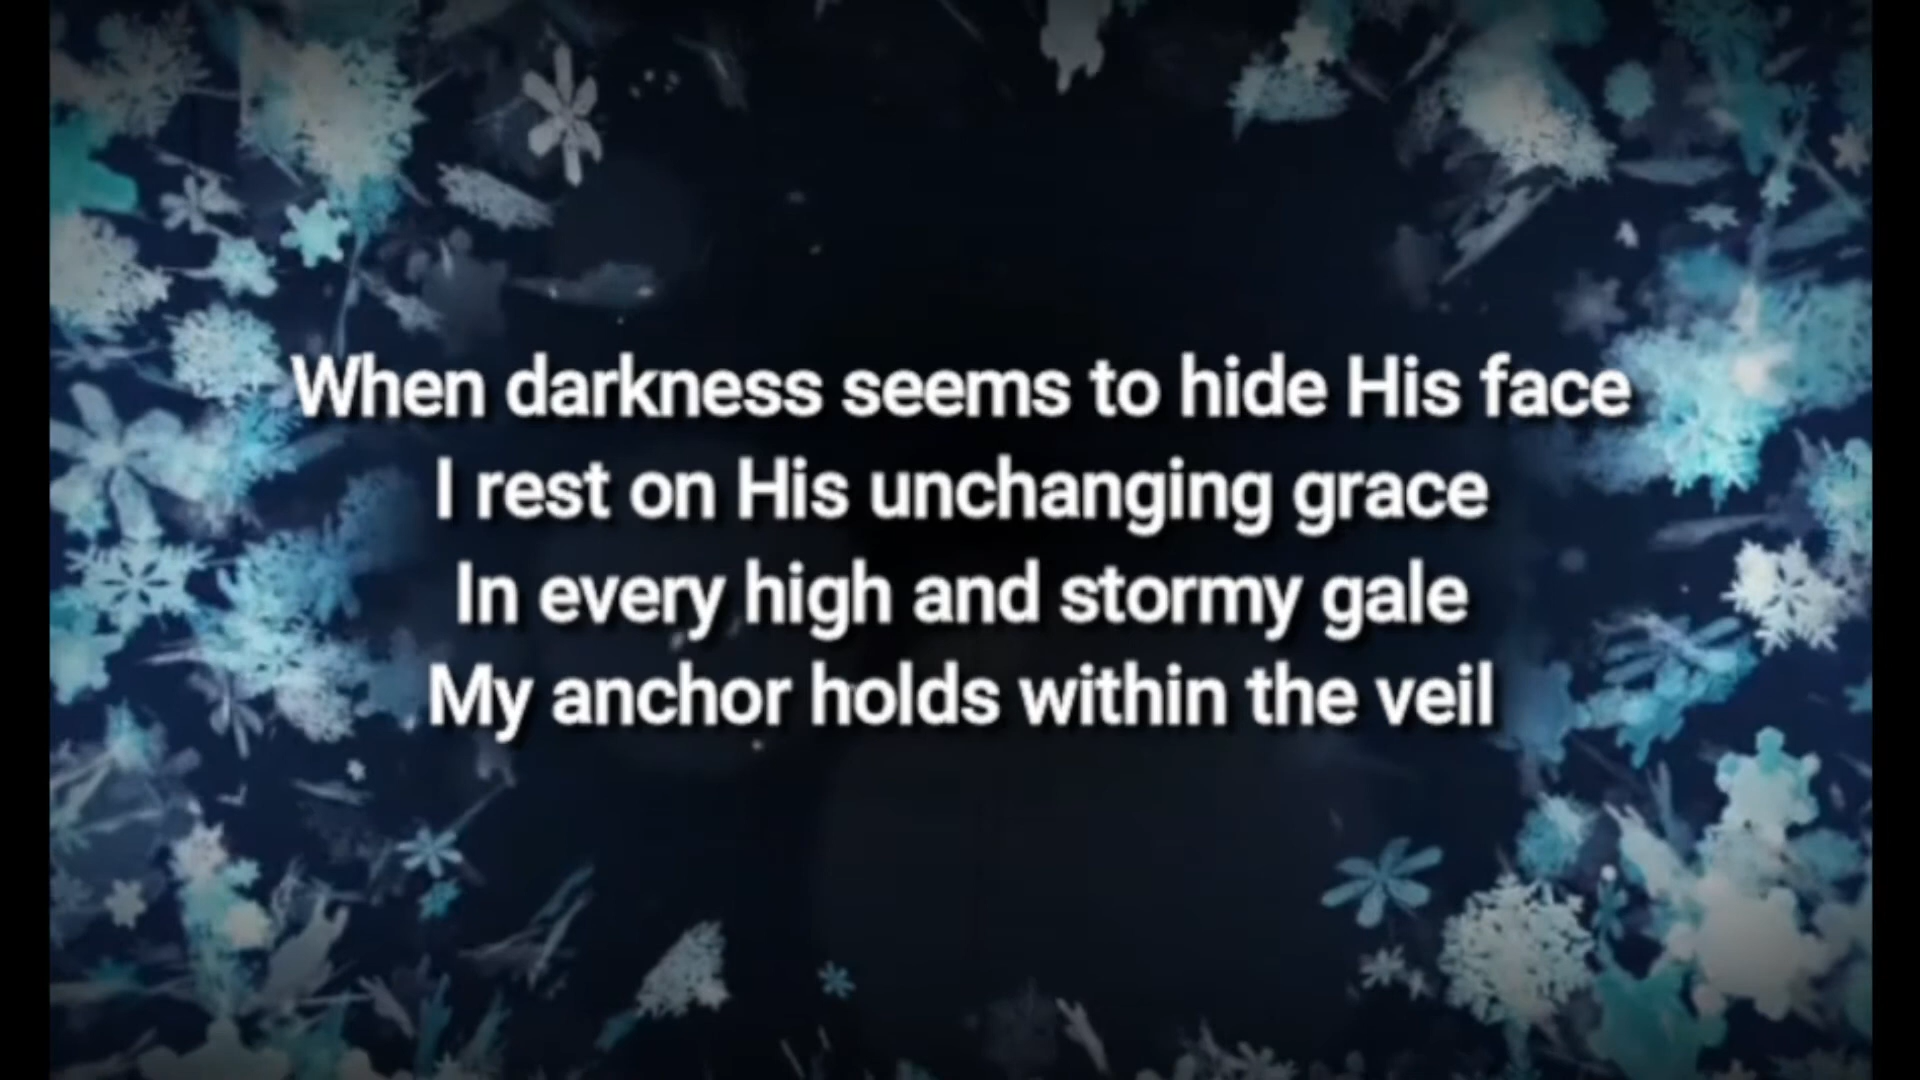 When darkness seems to hide His face
I rest on His unchanging grace
In every high and stormy gale
My anchor holds within the veil